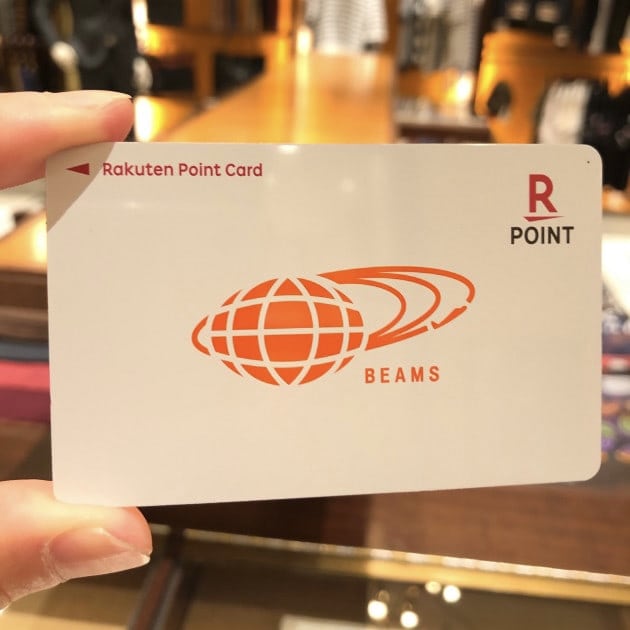 Rakuten Point Card
R
POINT
BEAMS